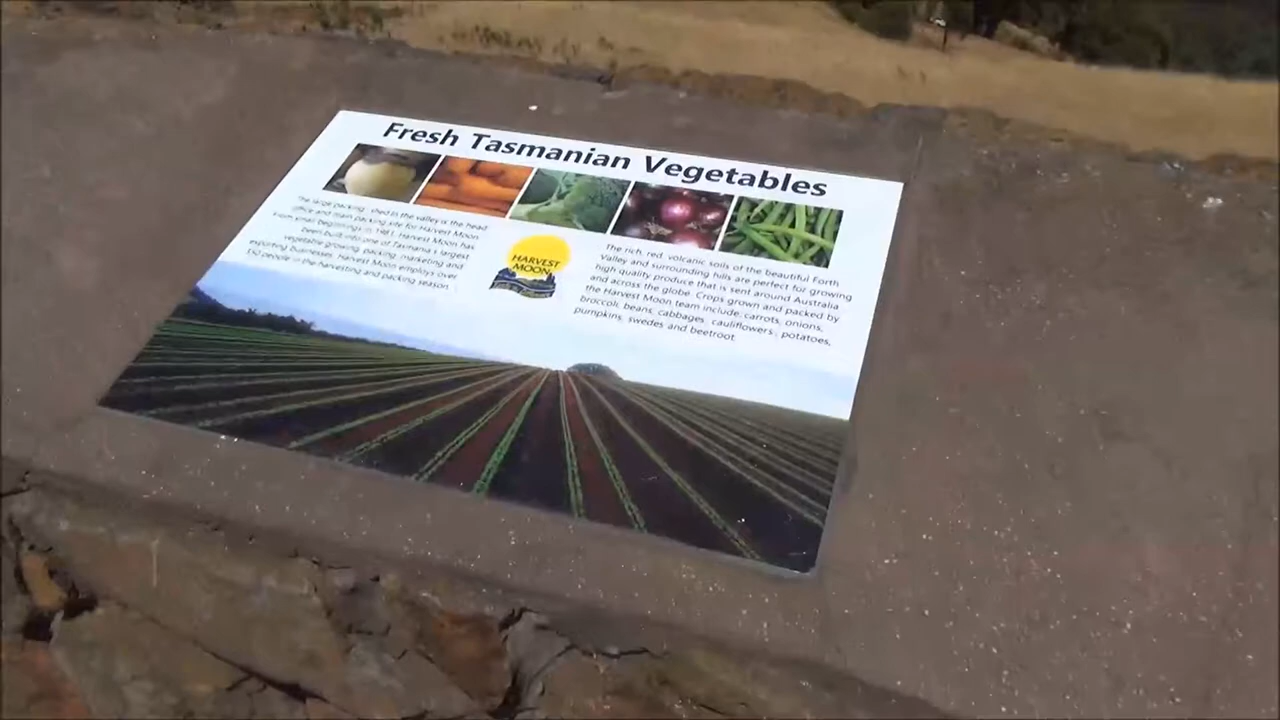 Fresh Tasmanian Vegetables
The large packing shed in the valley is the head
office and main packing site for Harvest Moon.
From small beginnings in 1981, Harvest Moon has
been built into one of Tasmania's largest
vegetable growing, packing, marketing and
exporting businesses. Harvest Moon employs over
350 people in the harvesting and packing season.
HARVEST
MOON
The rich, red, volcanic soils of the beautiful Forth
Valley and surrounding hills are perfect for growing
high quality produce that is sent around Australia
and across the globe. Crops grown and packed by
the Harvest Moon team include: carrots, onions,
broccoli, beans, cabbages, cauliflowers, potatoes,
pumpkins, swedes and beetroot.